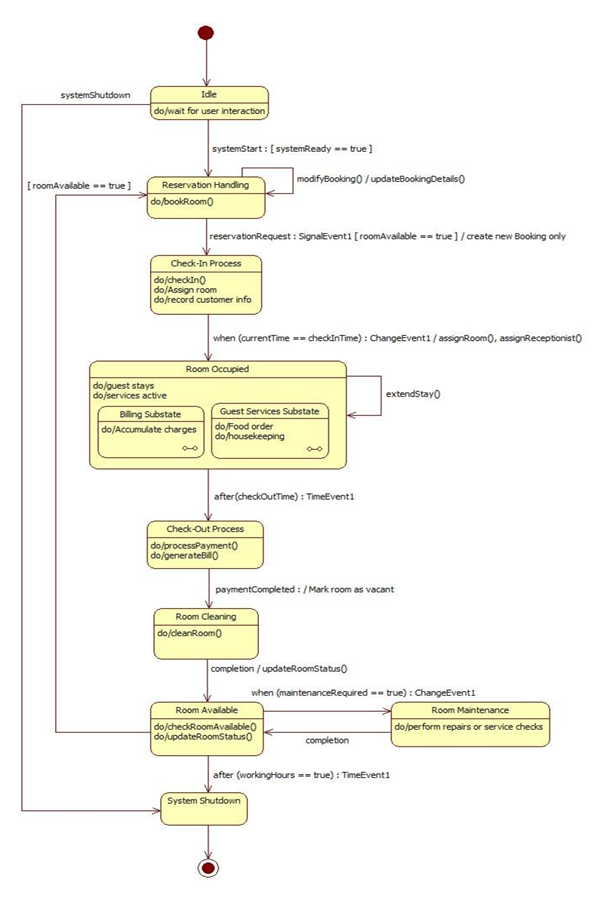 systemShutdown
Idle
do/wait for user interaction
systemStart : [ systemReady == true ]
[ roomAvailable == true ]
Reservation Handling
do/bookRoom()
modifyBooking() / updateBookingDetails()
reservationRequest : SignalEvent1 [ roomAvailable == true ] / create new Booking only
Check-In Process
do/checkIn()
do/Assign room
do/record customer info
when (currentTime == checkInTime) : ChangeEvent1 / assignRoom(), assignReceptionist()
Room Occupied
do/guest stays
do/services active
extendStay()
Billing Substate
do/Accumulate charges
Guest Services Substate
do/Food order
do/housekeeping
after(checkOutTime) : TimeEvent1
Check-Out Process
do/processPayment()
do/generateBill()
paymentCompleted : / Mark room as vacant
Room Cleaning
do/cleanRoom()
completion / updateRoomStatus()
when (maintenanceRequired == true) : ChangeEvent1
Room Available
do/checkRoomAvailable()
do/updateRoomStatus()
Room Maintenance
do/perform repairs or service checks
completion
after (workingHours == true) : TimeEvent1
System Shutdown